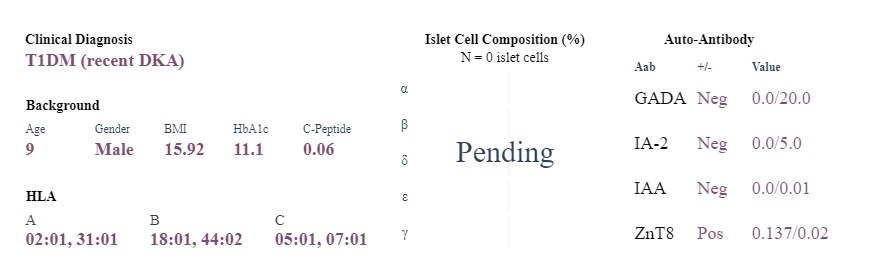 Clinical Diagnosis
T1DM (recent DKA)
Background
Age Gender BMI HbA1c C-Peptide
9 Male 15.92 11.1 0.06
HLA
A B C
02:01, 31:01 18:01, 44:02 05:01, 07:01
Islet Cell Composition (%)
N = 0 islet cells
α
β
δ
ε
γ
Pending
Auto-Antibody
Aab +/- Value
GADA Neg 0.0/20.0
IA-2 Neg 0.0/5.0
IAA Neg 0.0/0.01
ZnT8 Pos 0.137/0.02